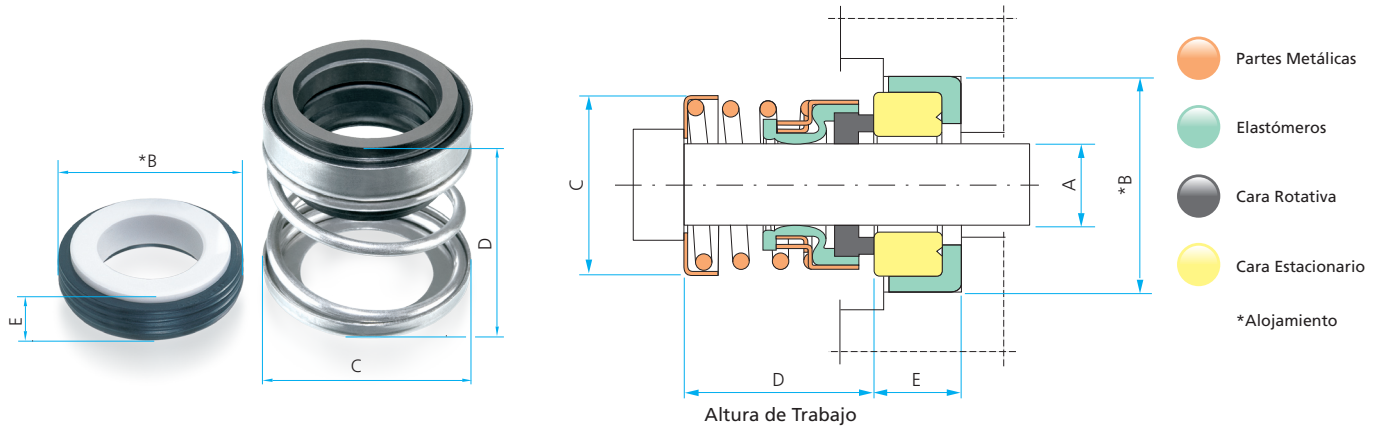 *B
E
D
C
C
A
*B
D
E
Altura de Trabajo
Partes Metálicas
Elastómeros
Cara Rotativa
Cara Estacionario
*Alojamiento